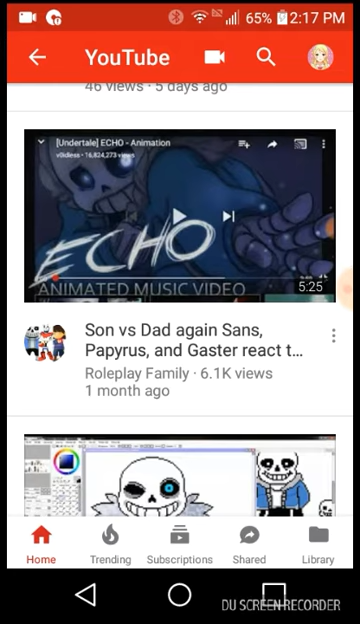 65% 2:17 PM
YouTube
46 views · 5 days ago
[Undertale] ECHO - Animation
v0idless • 16,824,273 views
ECHO
ANIMATED MUSIC VIDEO
5:25
Son vs Dad again Sans,
Papyrus, and Gaster react t...
Roleplay Family · 6.1K views
1 month ago
Home Trending Subscriptions Shared Library
DU SCREEN RECORDER